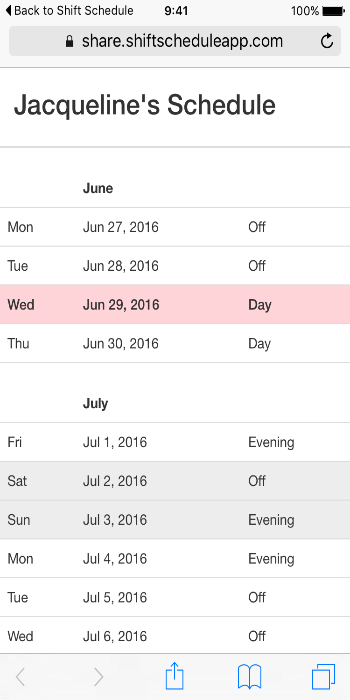 Back to Shift Schedule 9:41 100%
share.shiftscheduleapp.com
Jacqueline's Schedule
June
Mon Jun 27, 2016 Off
Tue Jun 28, 2016 Off
Wed Jun 29, 2016 Day
Thu Jun 30, 2016 Day
July
Fri Jul 1, 2016 Evening
Sat Jul 2, 2016 Off
Sun Jul 3, 2016 Evening
Mon Jul 4, 2016 Evening
Tue Jul 5, 2016 Off
Wed Jul 6, 2016 Off